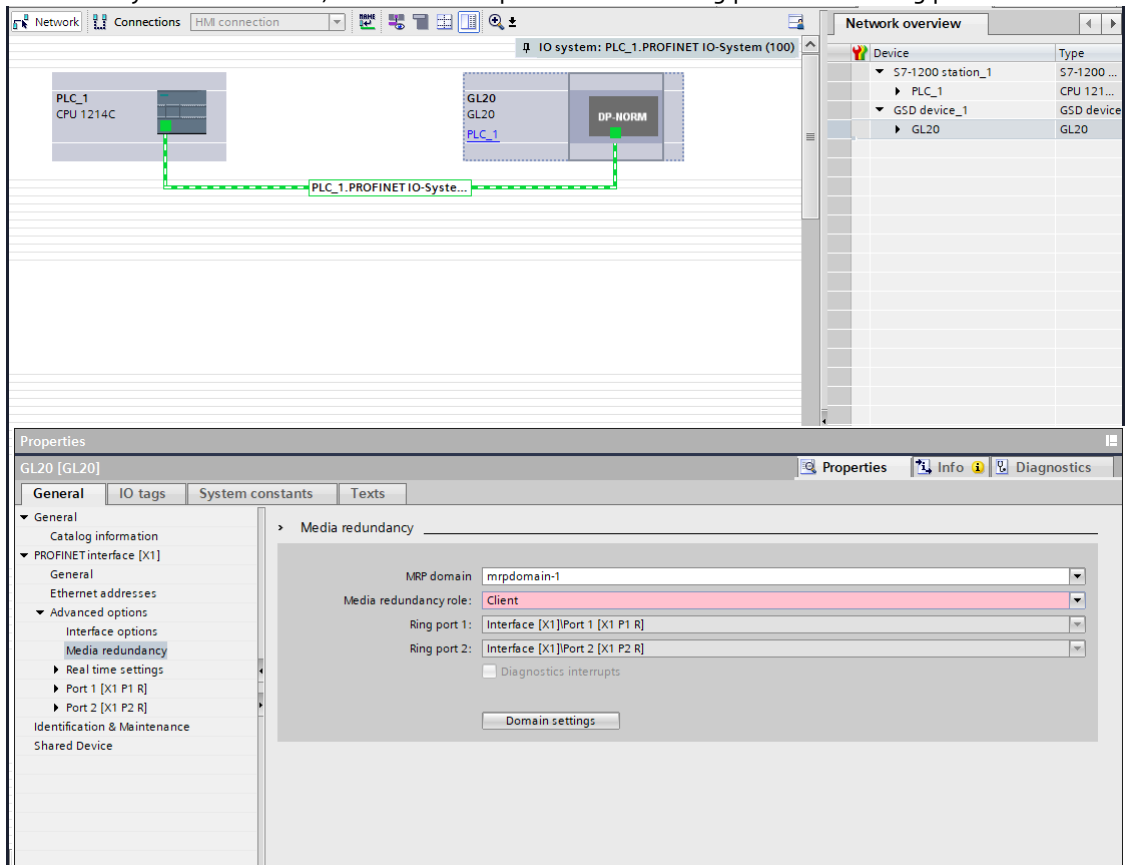 Network
Connections
HMI connection
Network overview
IO system: PLC_1.PROFINET IO-System (100)
Device
Type
S7-1200 station_1
S7-1200 ...
PLC_1
CPU 121...
GSD device_1
GSD device
GL20
GL20
PLC_1
CPU 1214C
GL20
GL20
PLC_1
DP-NORM
PLC_1.PROFINET IO-Syste...
Properties
GL20 [GL20]
Properties
Info
Diagnostics
General
IO tags
System constants
Texts
General
Catalog information
PROFINET interface [X1]
General
Ethernet addresses
Advanced options
Interface options
Media redundancy
Real time settings
Port 1 [X1 P1 R]
Port 2 [X1 P2 R]
Identification & Maintenance
Shared Device
Media redundancy
MRP domain
mrpdomain-1
Media redundancy role:
Client
Ring port 1:
Interface [X1]\Port 1 [X1 P1 R]
Ring port 2:
Interface [X1]\Port 2 [X1 P2 R]
Diagnostics interrupts
Domain settings